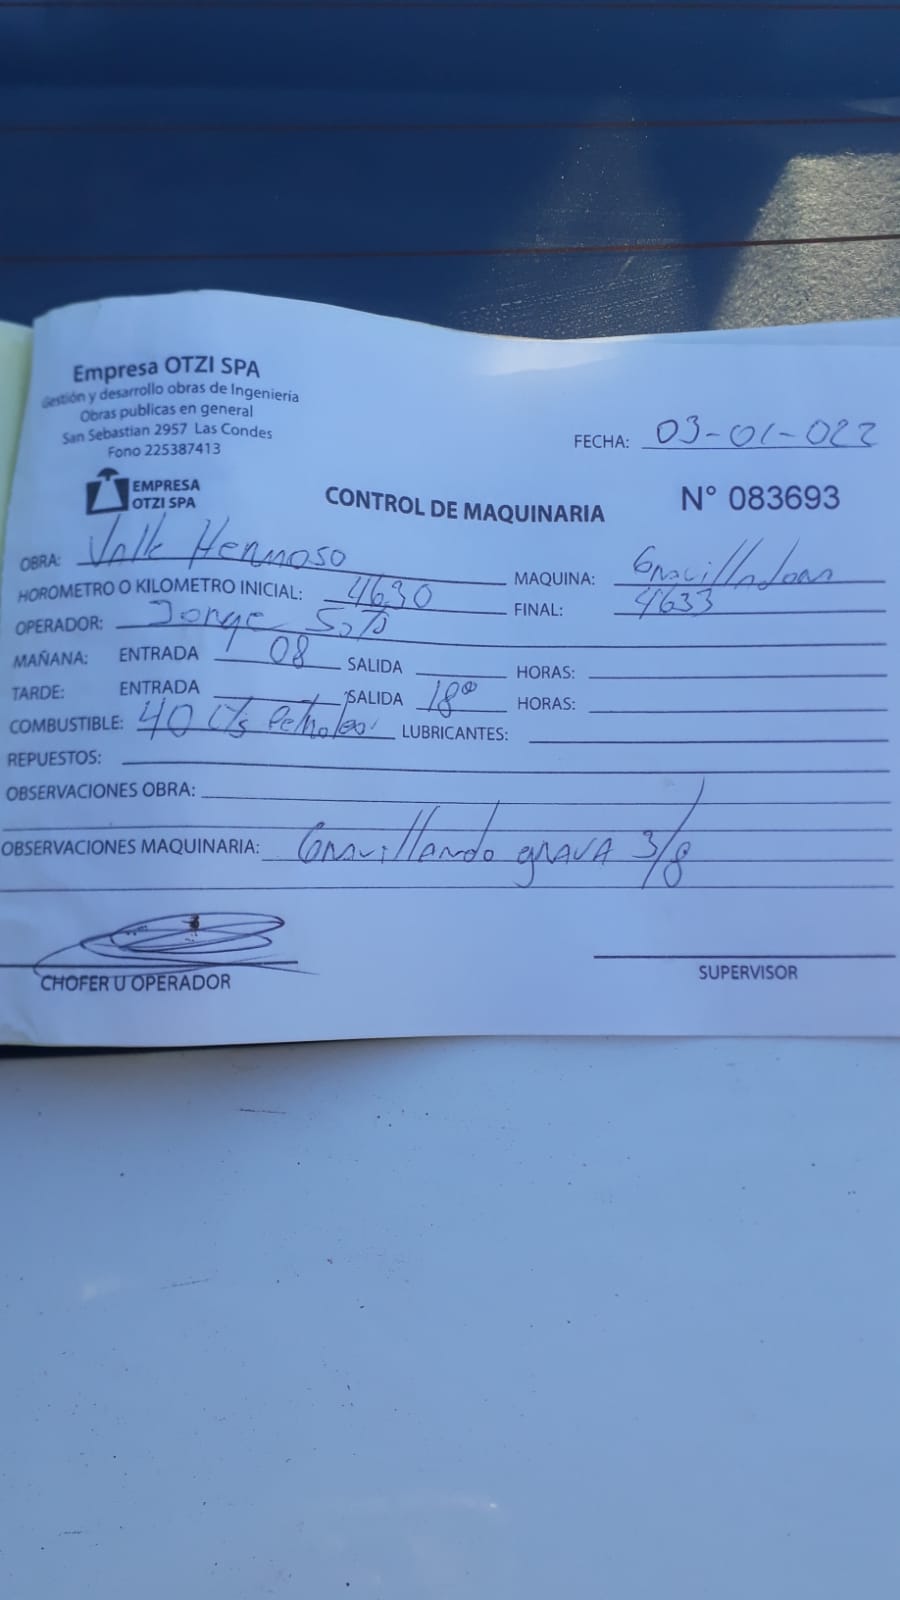 Empresa OTZI SPA
Gestión y desarrollo obras de Ingenieria
Obras publicas en general
San Sebastian 2957 Las Condes
Fono 225387413
EMPRESA
OTZI SPA
FECHA: 03-01-022
CONTROL DE MAQUINARIA
N° 083693
OBRA: Valle Hermoso MAQUINA: Gravilladora
HOROMETRO O KILOMETRO INICIAL: 4630 FINAL: 4633
OPERADOR: Jorge Soto
MAÑANA: ENTRADA 08 SALIDA HORAS:
TARDE: ENTRADA SALIDA 18⁰⁰ HORAS:
COMBUSTIBLE: 40 Lts Petroleo LUBRICANTES:
REPUESTOS:
OBSERVACIONES OBRA:
OBSERVACIONES MAQUINARIA: Gravillando grava 3/8
CHOFER U OPERADOR
SUPERVISOR